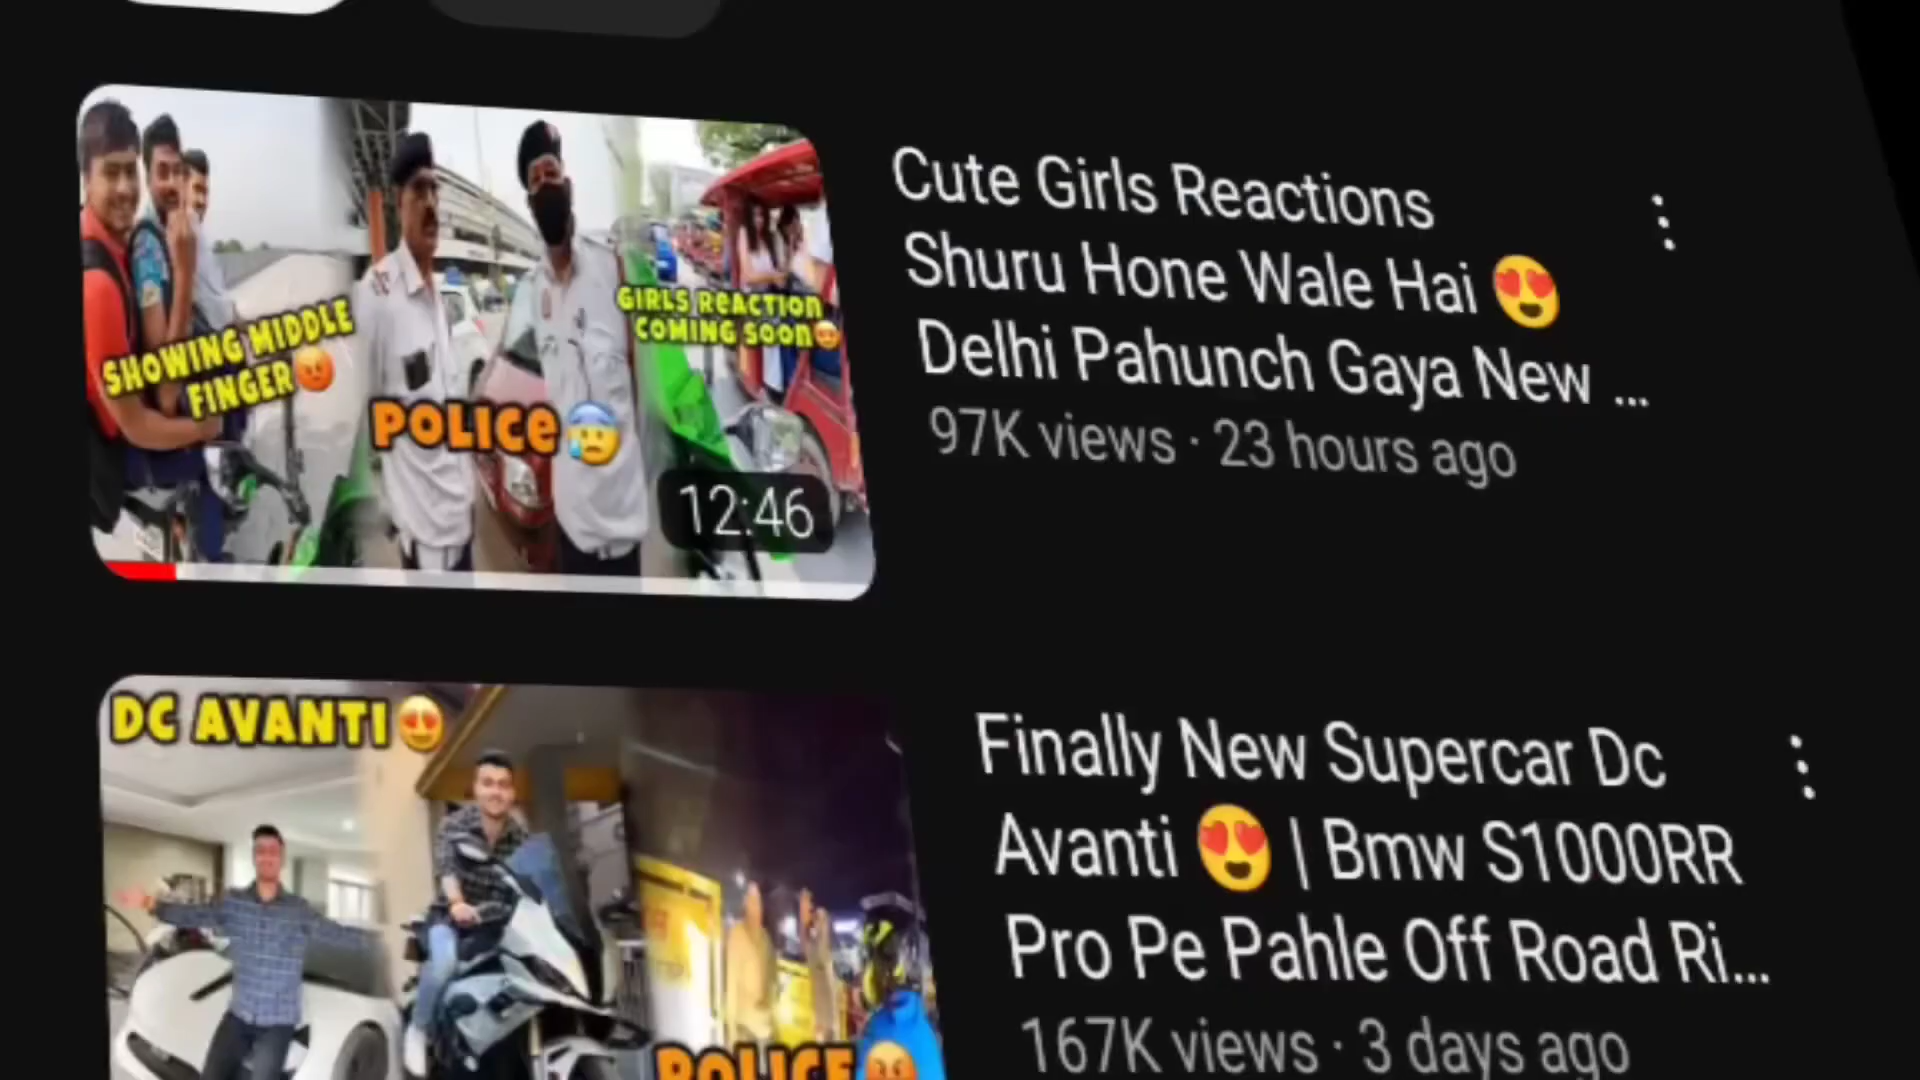 SHOWING MIDDLE
FINGER😡
POLICE😰
GIRLS REACTION
COMING SOON😍
12:46
Cute Girls Reactions
Shuru Hone Wale Hai 😍
Delhi Pahunch Gaya New ...
97K views · 23 hours ago
DC AVANTI😍
POLICE😡
Finally New Supercar Dc
Avanti 😍 | Bmw S1000RR
Pro Pe Pahle Off Road Ri...
167K views · 3 days ago